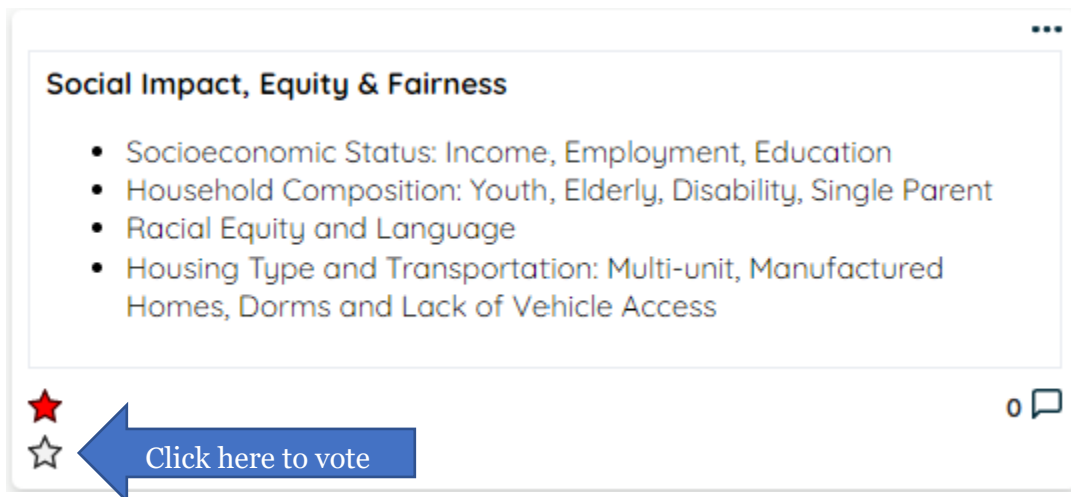 Social Impact, Equity & Fairness
• Socioeconomic Status: Income, Employment, Education
• Household Composition: Youth, Elderly, Disability, Single Parent
• Racial Equity and Language
• Housing Type and Transportation: Multi-unit, Manufactured
Homes, Dorms and Lack of Vehicle Access
0
Click here to vote